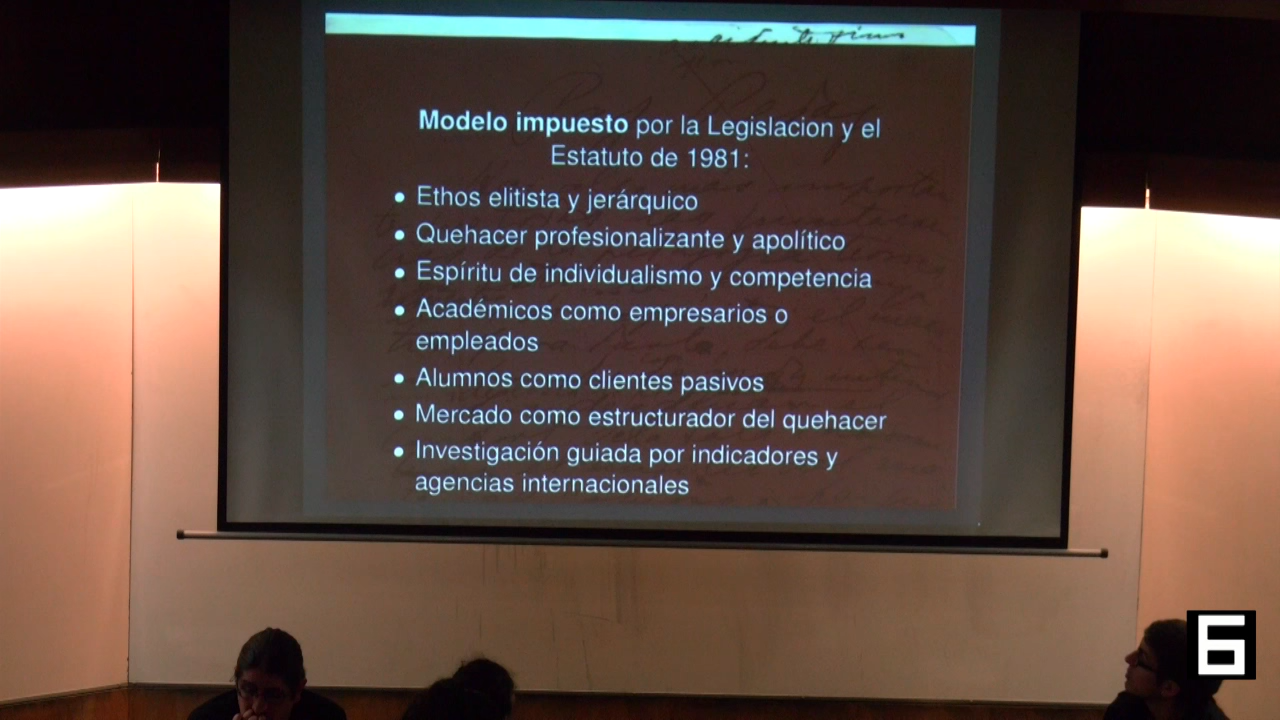 Modelo impuesto por la Legislacion y el
Estatuto de 1981:
• Ethos elitista y jerárquico
• Quehacer profesionalizante y apolítico
• Espíritu de individualismo y competencia
• Académicos como empresarios o
empleados
• Alumnos como clientes pasivos
• Mercado como estructurador del quehacer
• Investigación guiada por indicadores y
agencias internacionales
6